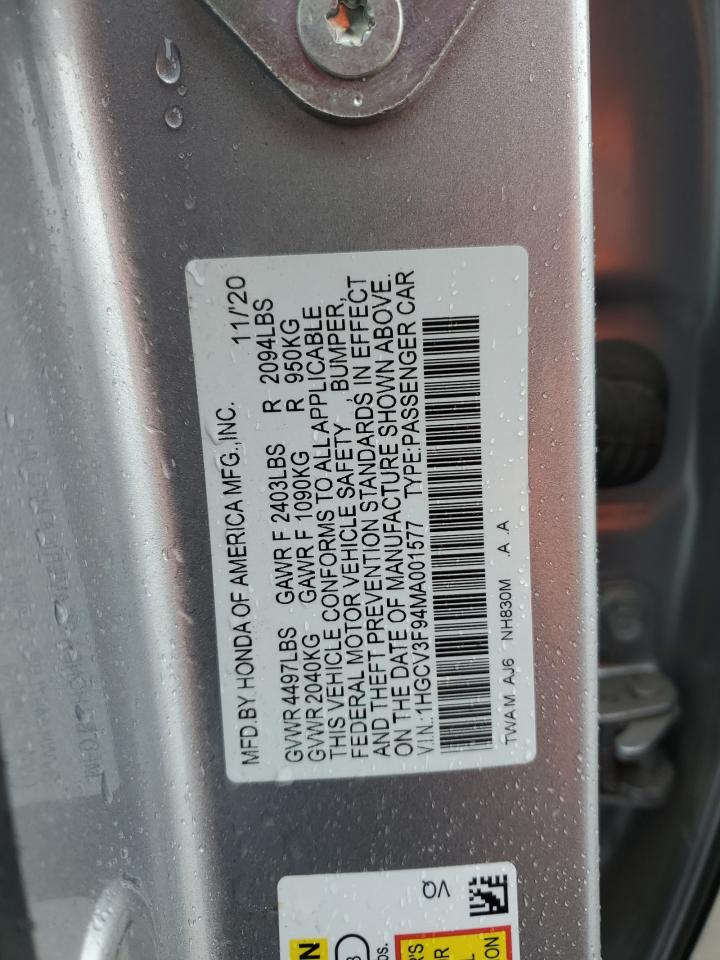 MFD.BY HONDA OF AMERICA MFG.,INC. 11/'20
GVWR 4497LBS GAWR F 2403LBS R 2094LBS
GVWR 2040KG GAWR F 1090KG R 950KG
THIS VEHICLE CONFORMS TO ALL APPLICABLE
FEDERAL MOTOR VEHICLE SAFETY , BUMPER,
AND THEFT PREVENTION STANDARDS IN EFFECT
ON THE DATE OF MANUFACTURE SHOWN ABOVE.
V.I.N.:1HGCV3F94MA001577 TYPE:PASSENGER CAR
TWA M AJ6 NH830M .A .A
VQ